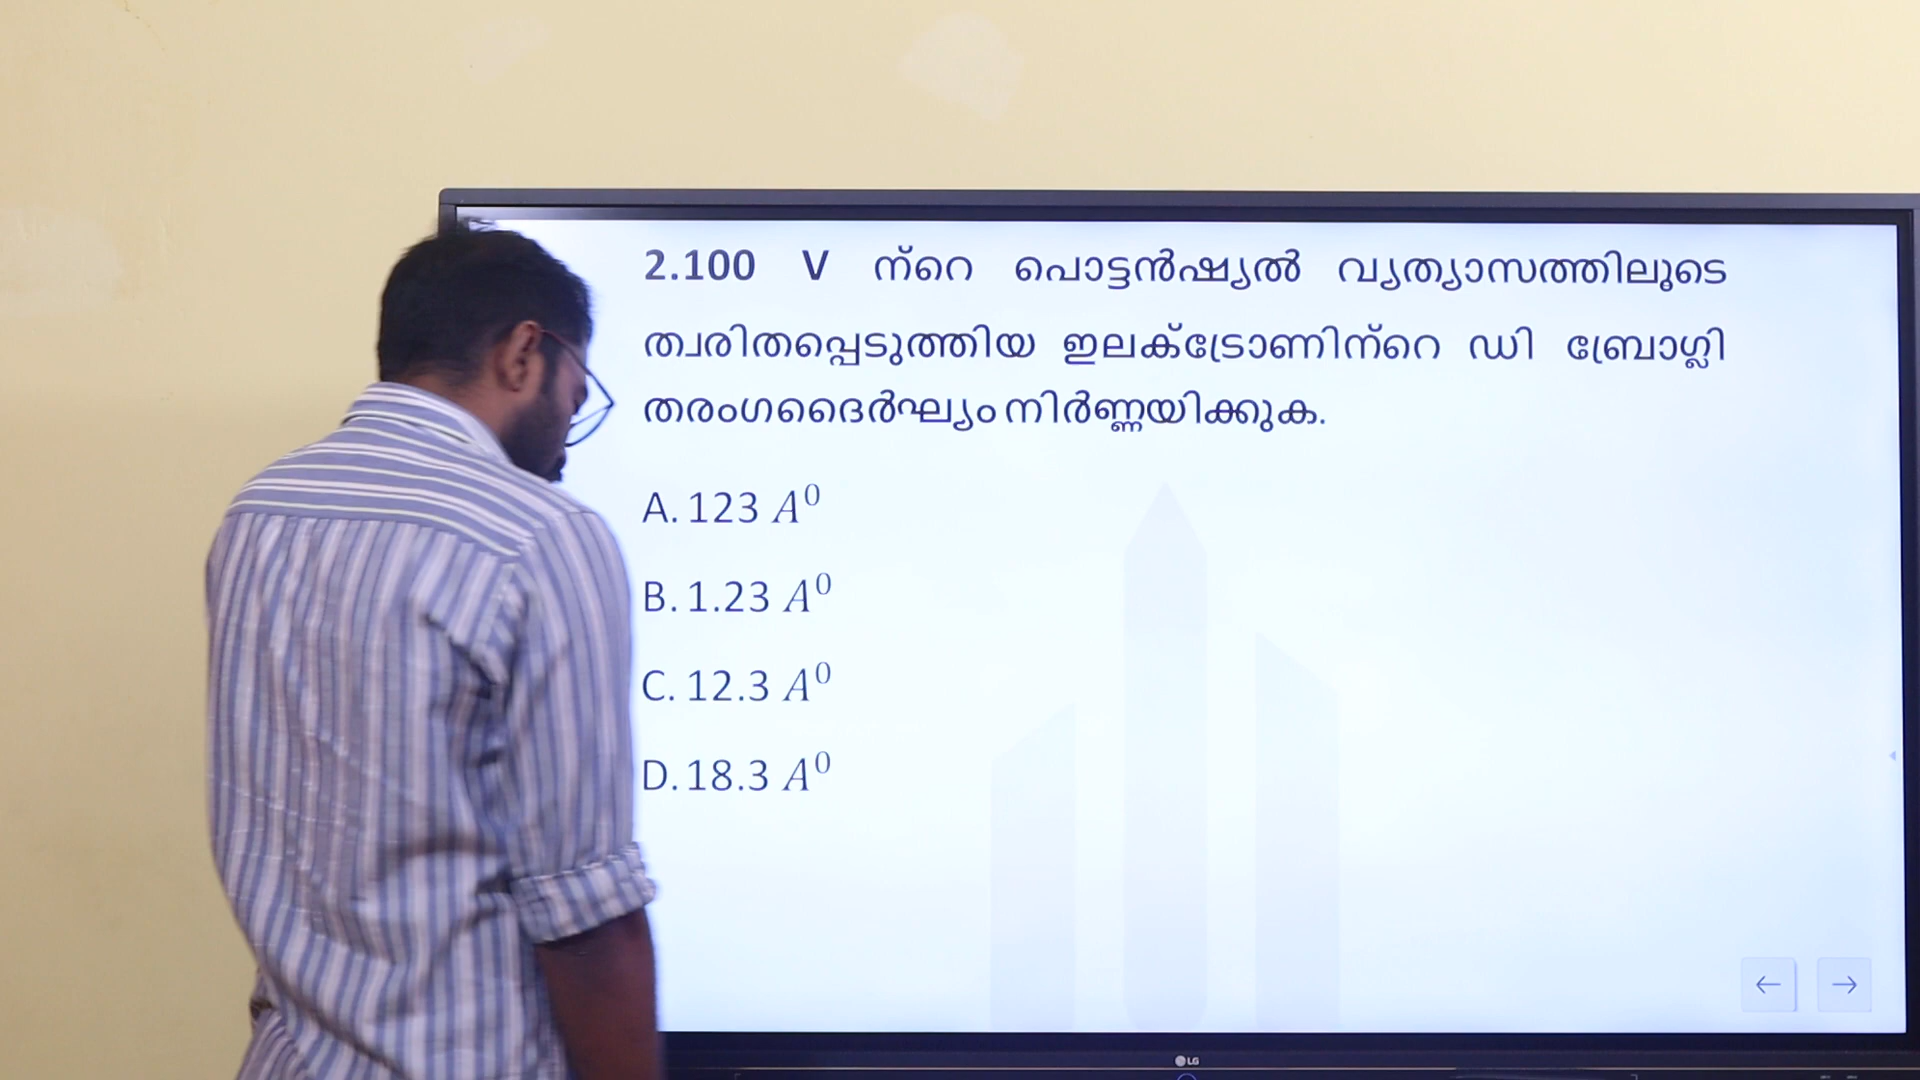 2.100 V ന്റെ പൊട്ടൻഷ്യൽ വ്യത്യാസത്തിലൂടെ
ത്വരിതപ്പെടുത്തിയ ഇലക്ട്രോണിന്റെ ഡി ബ്രോഗ്ലി
തരംഗദൈർഘ്യം നിർണ്ണയിക്കുക.
A. 123 A⁰
B. 1.23 A⁰
C. 12.3 A⁰
D. 18.3 A⁰
LG